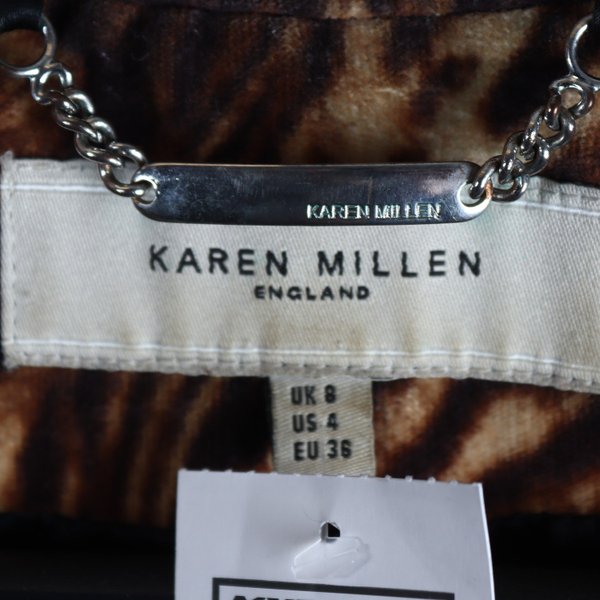 KAREN MILLEN
KAREN MILLEN
ENGLAND
UK 8
US 4
EU 36